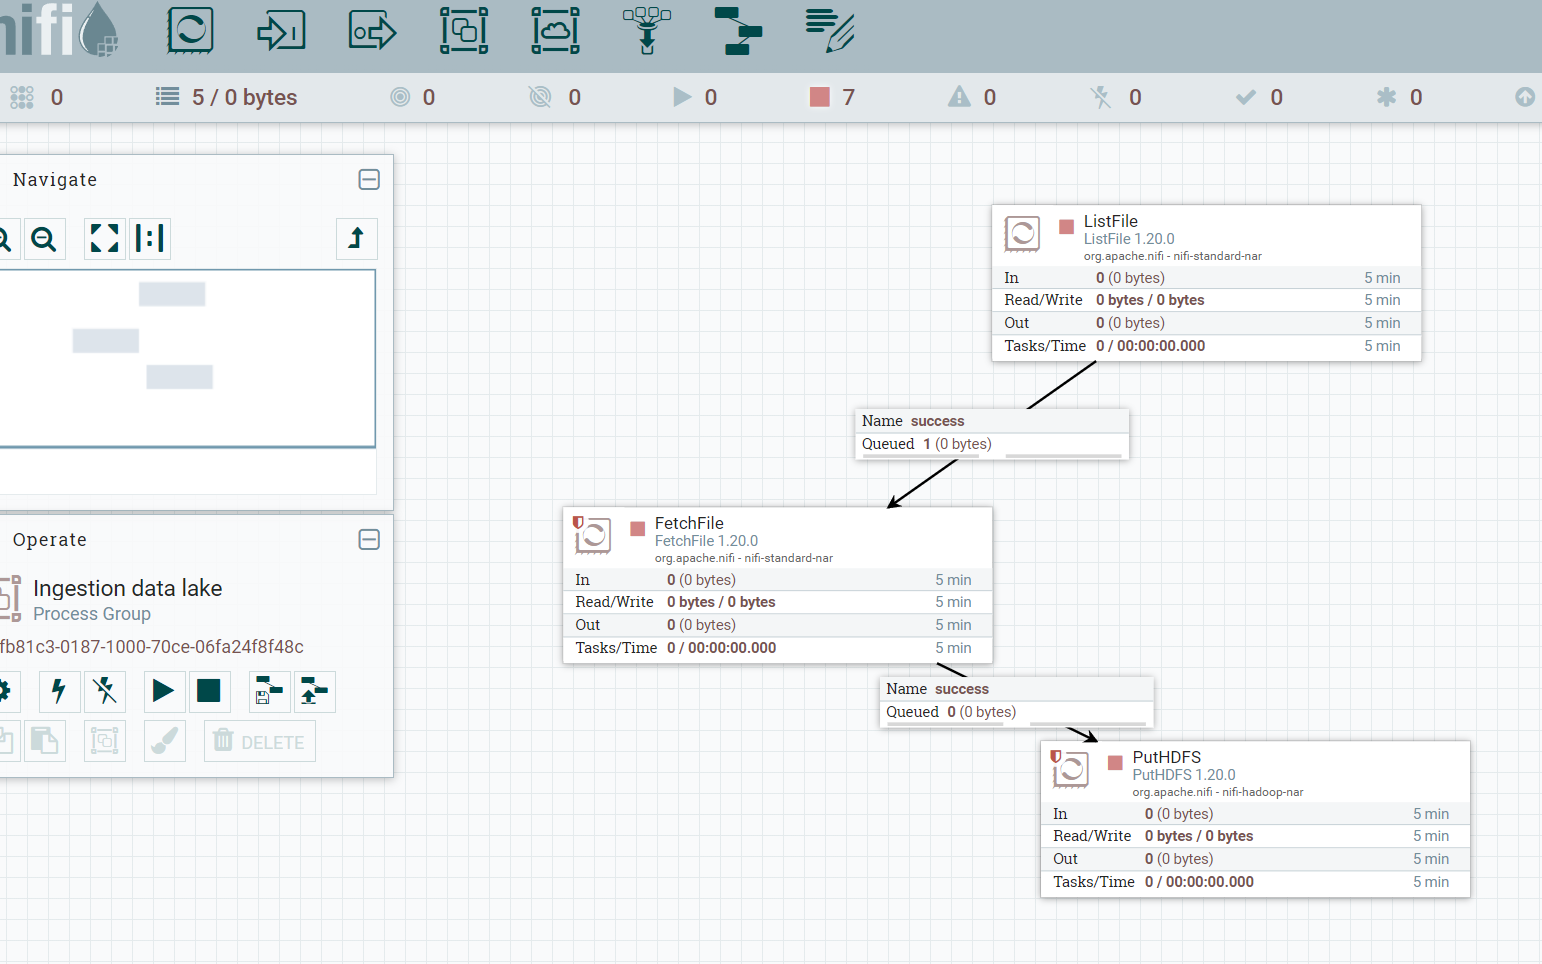 nifi
0 5 / 0 bytes 0 0 0 7 0 0 0 0
Navigate
Operate
Ingestion data lake
Process Group
fb81c3-0187-1000-70ce-06fa24f8f48c
DELETE
ListFile
ListFile 1.20.0
org.apache.nifi - nifi-standard-nar
In 0 (0 bytes) 5 min
Read/Write 0 bytes / 0 bytes 5 min
Out 0 (0 bytes) 5 min
Tasks/Time 0 / 00:00:00.000 5 min
Name success
Queued 1 (0 bytes)
FetchFile
FetchFile 1.20.0
org.apache.nifi - nifi-standard-nar
In 0 (0 bytes) 5 min
Read/Write 0 bytes / 0 bytes 5 min
Out 0 (0 bytes) 5 min
Tasks/Time 0 / 00:00:00.000 5 min
Name success
Queued 0 (0 bytes)
PutHDFS
PutHDFS 1.20.0
org.apache.nifi - nifi-hadoop-nar
In 0 (0 bytes) 5 min
Read/Write 0 bytes / 0 bytes 5 min
Out 0 (0 bytes) 5 min
Tasks/Time 0 / 00:00:00.000 5 min